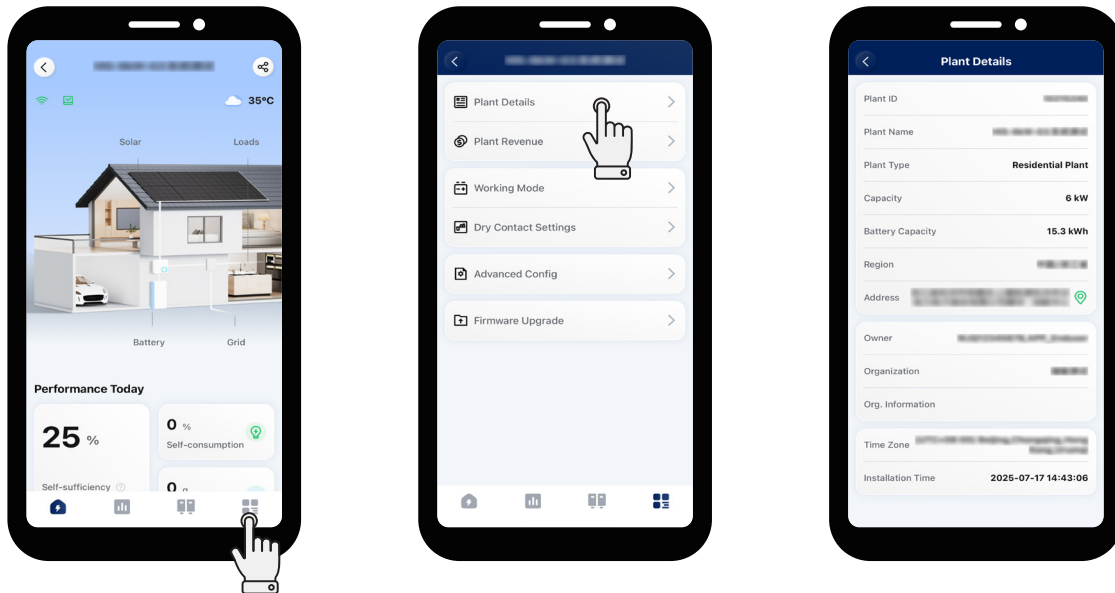 35°C
Solar
Loads
Battery
Grid
Performance Today
25 %
0 %
Self-consumption
Self-sufficiency
0
Plant Details
Plant Revenue
Working Mode
Dry Contact Settings
Advanced Config
Firmware Upgrade
Plant Details
Plant ID
Plant Name
Plant Type Residential Plant
Capacity 6 kW
Battery Capacity 15.3 kWh
Region
Address
Owner
Organization
Org. Information
Time Zone
Installation Time 2025-07-17 14:43:06